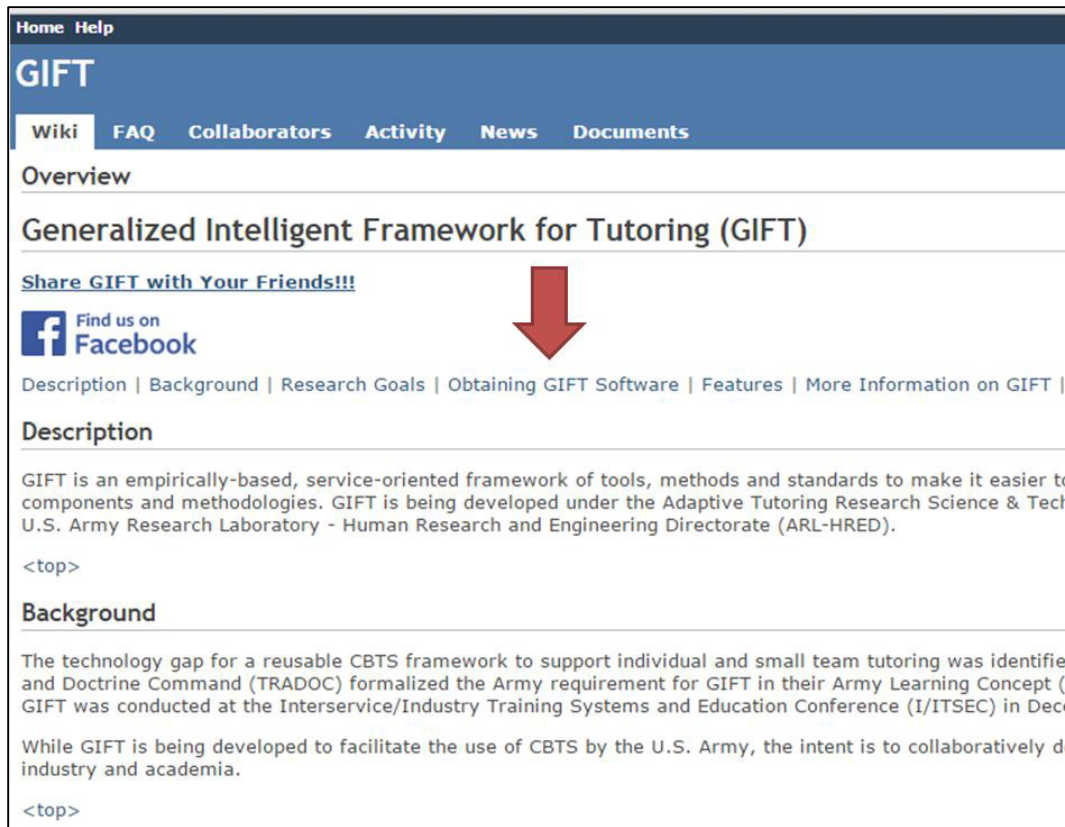 Home Help
GIFT
Wiki FAQ Collaborators Activity News Documents
Overview
Generalized Intelligent Framework for Tutoring (GIFT)
Share GIFT with Your Friends!!!
Find us on
Facebook
Description | Background | Research Goals | Obtaining GIFT Software | Features | More Information on GIFT |
Description
GIFT is an empirically-based, service-oriented framework of tools, methods and standards to make it easier to
components and methodologies. GIFT is being developed under the Adaptive Tutoring Research Science & Tech
U.S. Army Research Laboratory - Human Research and Engineering Directorate (ARL-HRED).
<top>
Background
The technology gap for a reusable CBTS framework to support individual and small team tutoring was identifie
and Doctrine Command (TRADOC) formalized the Army requirement for GIFT in their Army Learning Concept (
GIFT was conducted at the Interservice/Industry Training Systems and Education Conference (I/ITSEC) in Dec
While GIFT is being developed to facilitate the use of CBTS by the U.S. Army, the intent is to collaboratively d
industry and academia.
<top>